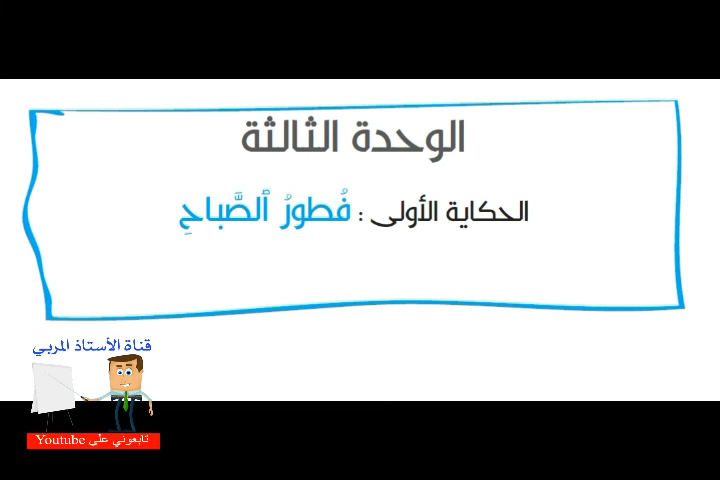 الوحدة الثالثة
الحكاية الأولى : فُطورُ ٱلصَّباحِ
قناة الأستاذ المربي
تابعوني على Youtube